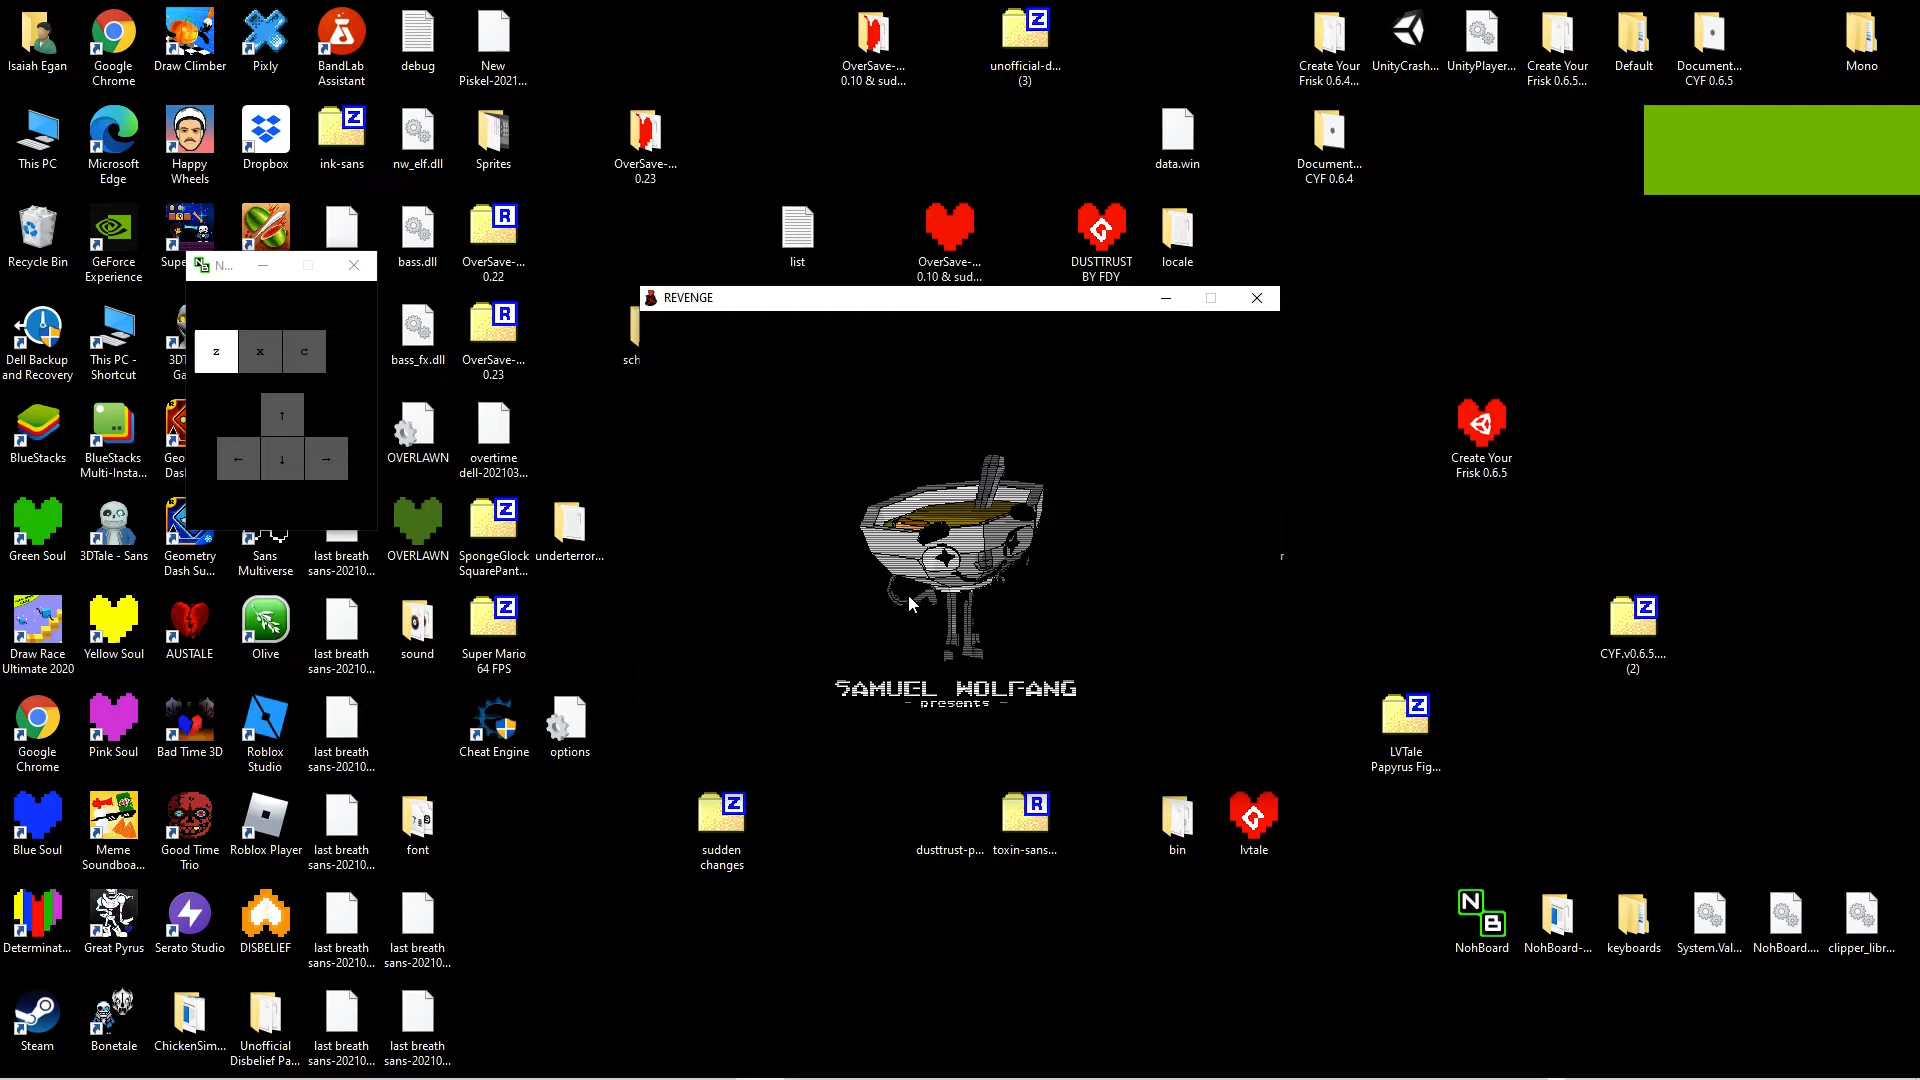 Isaiah Egan
Google
Chrome
Draw Climber
Pixly
BandLab
Assistant
debug
New
Piskel-2021...
OverSave-...
0.10 & sud...
unofficial-d...
(3)
Create Your
Frisk 0.6.4...
UnityCrash...
UnityPlayer...
Create Your
Frisk 0.6.5...
Default
Document...
CYF 0.6.5
Mono
This PC
Microsoft
Edge
Happy
Wheels
Dropbox
ink-sans
nw_elf.dll
Sprites
OverSave-...
0.23
data.win
Document...
CYF 0.6.4
Recycle Bin
GeForce
Experience
Supe
bass.dll
OverSave-...
0.22
list
OverSave-...
0.10 & sud...
DUSTTRUST
BY FDY
locale
N...
REVENGE
z x c
↑
← ↓ →
Dell Backup
and Recovery
This PC -
Shortcut
3DT
Ga
bass_fx.dll
OverSave-...
0.23
sch
BlueStacks
BlueStacks
Multi-Insta...
Geo
Das
OVERLAWN
overtime
dell-202103...
Create Your
Frisk 0.6.5
Green Soul
3DTale - Sans
Geometry
Dash Su...
Sans
Multiverse
last breath
sans-20210...
OVERLAWN
SpongeGlock
SquarePant...
underterror...
r
Draw Race
Ultimate 2020
Yellow Soul
AUSTALE
Olive
last breath
sans-20210...
sound
Super Mario
64 FPS
SAMUEL WOLFANG
- presents -
CYF.v0.6.5....
(2)
Google
Chrome
Pink Soul
Bad Time 3D
Roblox
Studio
last breath
sans-20210...
Cheat Engine
options
LVTale
Papyrus Fig...
Blue Soul
Meme
Soundboa...
Good Time
Trio
Roblox Player
last breath
sans-20210...
font
sudden
changes
dusttrust-p...
toxin-sans...
bin
lvtale
Determinat...
Great Pyrus
Serato Studio
DISBELIEF
last breath
sans-20210...
last breath
sans-20210...
NohBoard
NohBoard-...
keyboards
System.Val...
NohBoard....
clipper_libr...
Steam
Bonetale
ChickenSim...
Unofficial
Disbelief Pa...
last breath
sans-20210...
last breath
sans-20210...